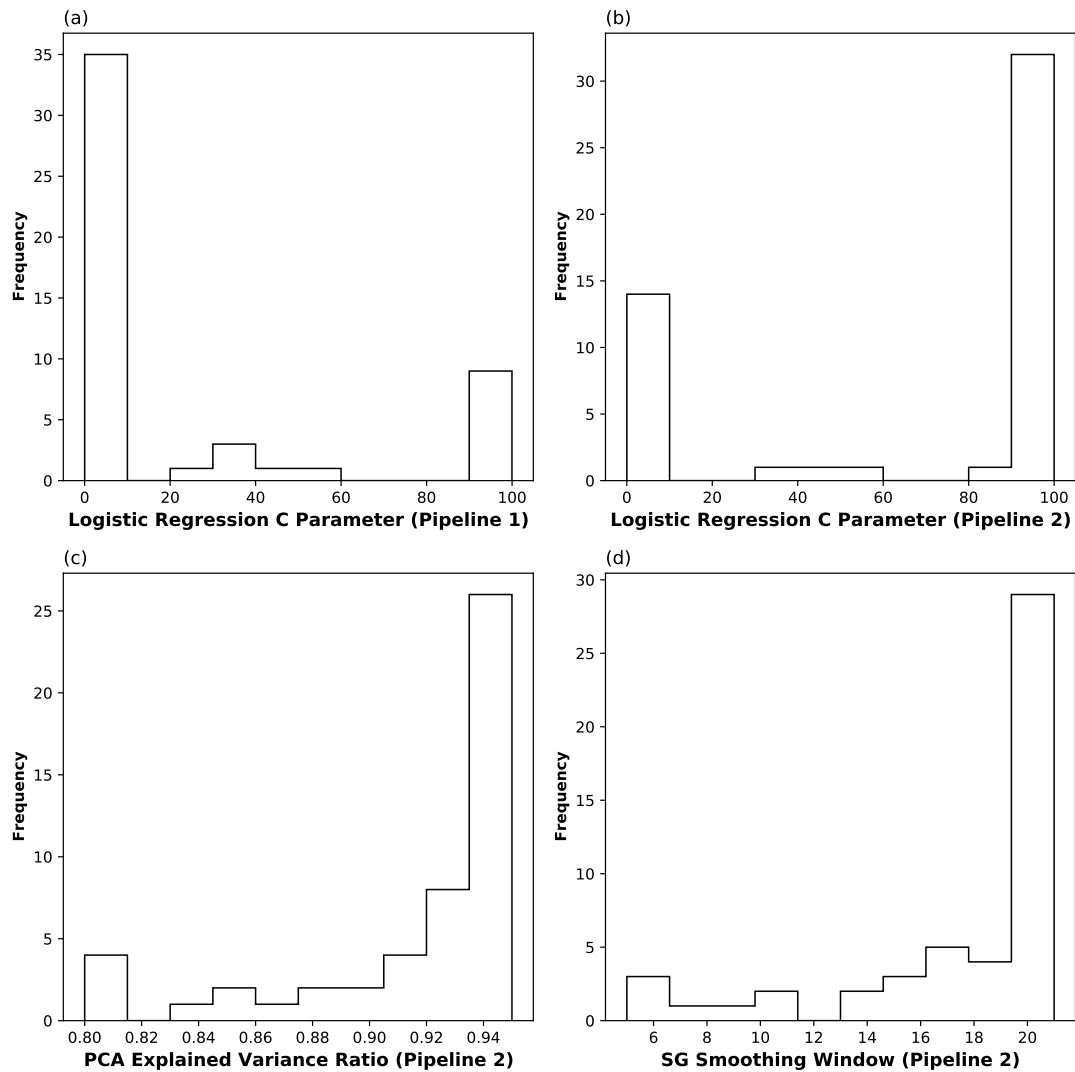 (a)
35
30
25
20
15
10
5
0
Frequency
0 20 40 60 80 100
Logistic Regression C Parameter (Pipeline 1)
(b)
30
25
20
15
10
5
0
Frequency
0 20 40 60 80 100
Logistic Regression C Parameter (Pipeline 2)
(c)
25
20
15
10
5
0
Frequency
0.80 0.82 0.84 0.86 0.88 0.90 0.92 0.94
PCA Explained Variance Ratio (Pipeline 2)
(d)
30
25
20
15
10
5
0
Frequency
6 8 10 12 14 16 18 20
SG Smoothing Window (Pipeline 2)